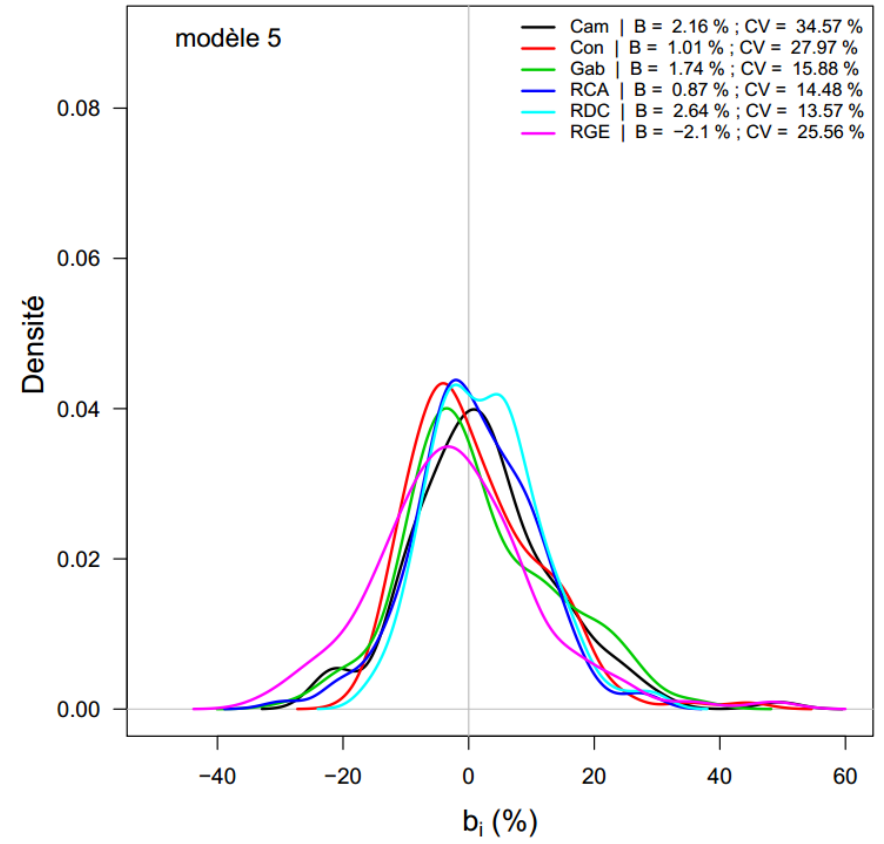 modèle 5
Cam | B = 2.16 % ; CV = 34.57 %
Con | B = 1.01 % ; CV = 27.97 %
Gab | B = 1.74 % ; CV = 15.88 %
RCA | B = 0.87 % ; CV = 14.48 %
RDC | B = 2.64 % ; CV = 13.57 %
RGE | B = −2.1 % ; CV = 25.56 %
Densité
0.08
0.06
0.04
0.02
0.00
−40 −20 0 20 40 60
bi (%)